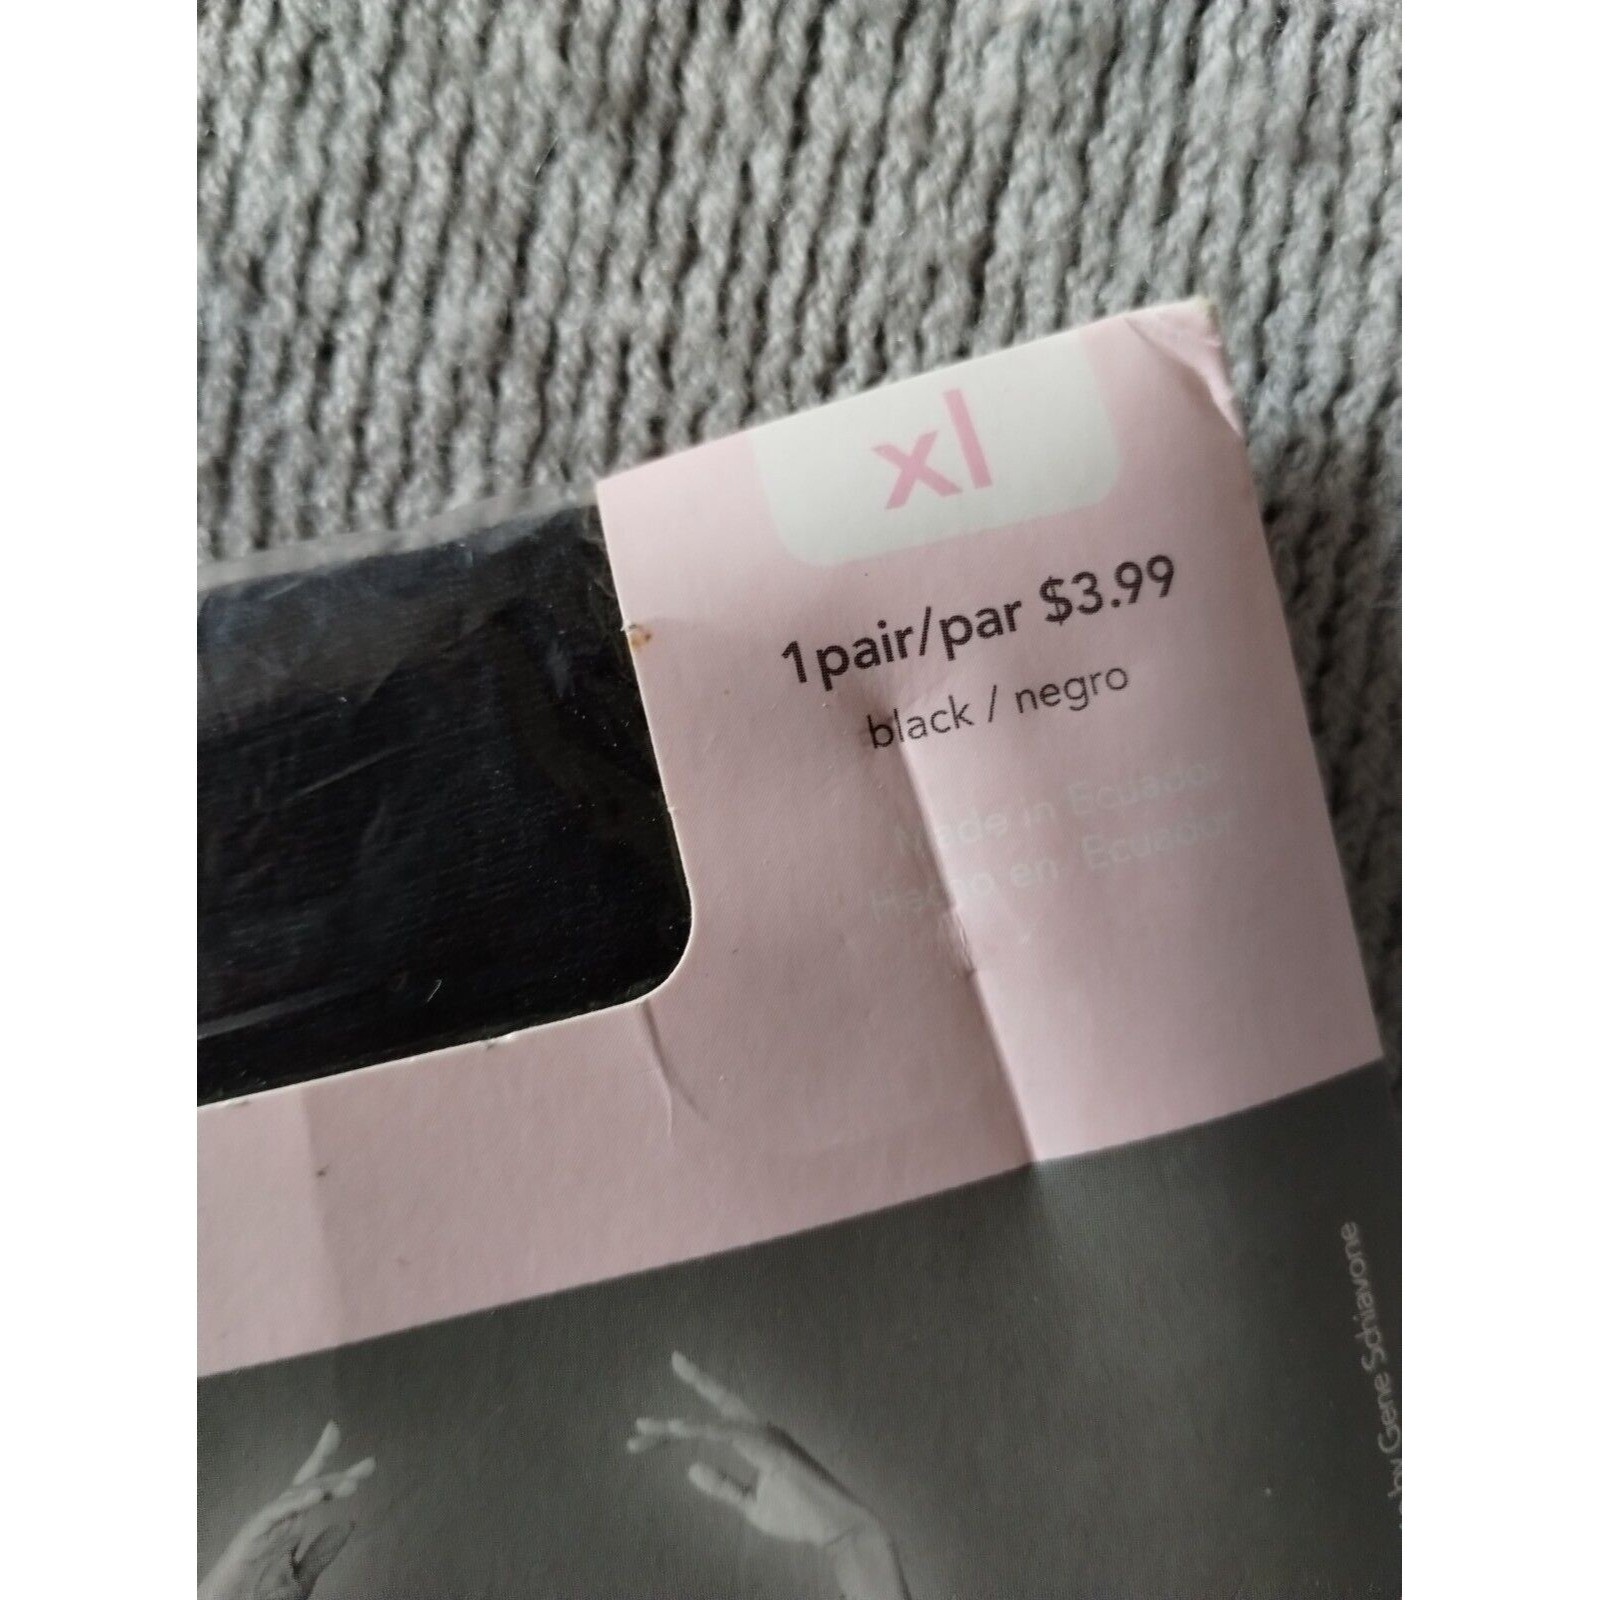 xl
1pair/par $3.99
black / negro
Made in Ecuador
Hecho en Ecuador
by Gene Schiavone